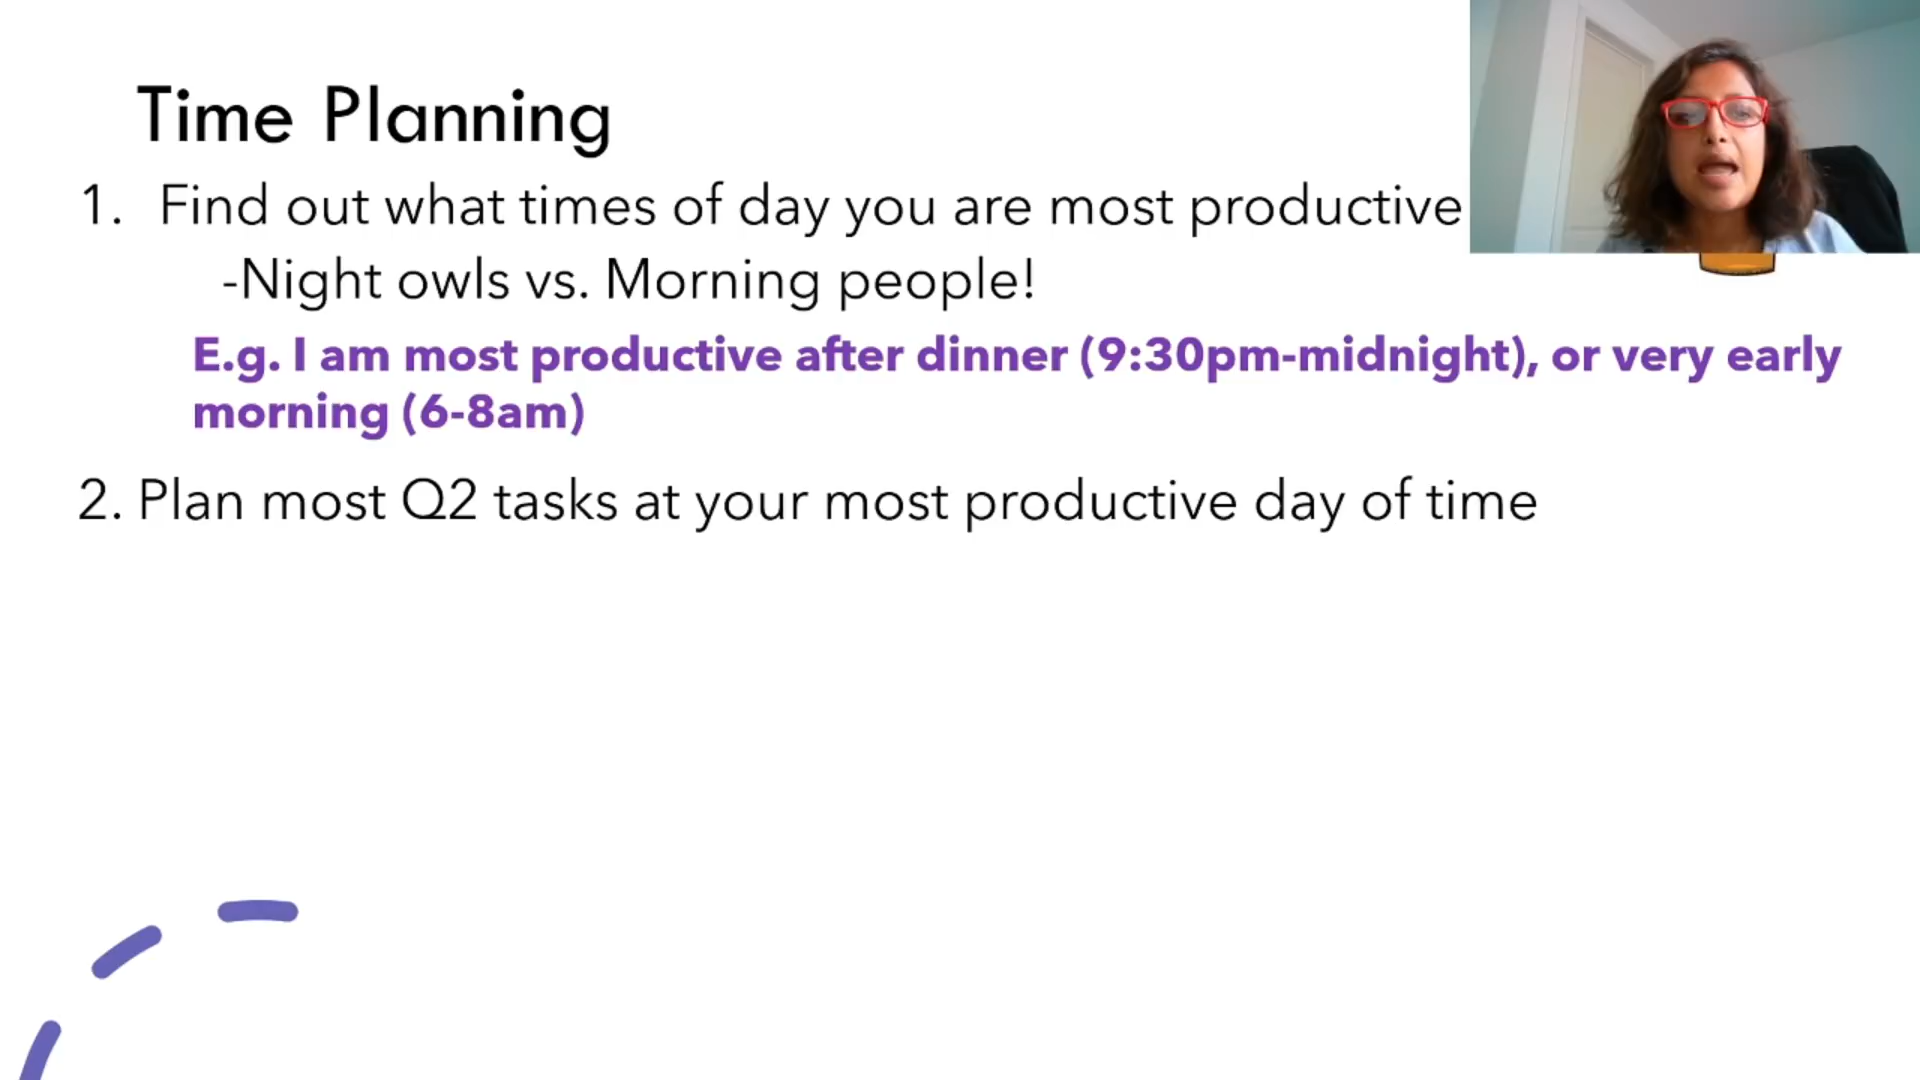 Time Planning
1. Find out what times of day you are most productive
-Night owls vs. Morning people!
E.g. I am most productive after dinner (9:30pm-midnight), or very early
morning (6-8am)
2. Plan most Q2 tasks at your most productive day of time